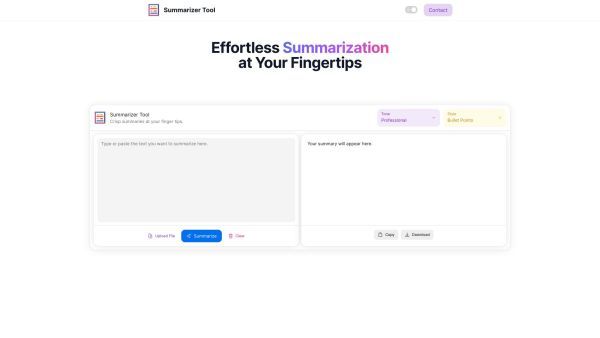 Summarizer Tool
Contact
Effortless Summarization
at Your Fingertips
Summarizer Tool
Crisp summaries at your finger tips.
Tone
Professional
Style
Bullet Points
Type or paste the text you want to summarize here.
Your summary will appear here.
Upload File
Summarize
Clear
Copy
Download